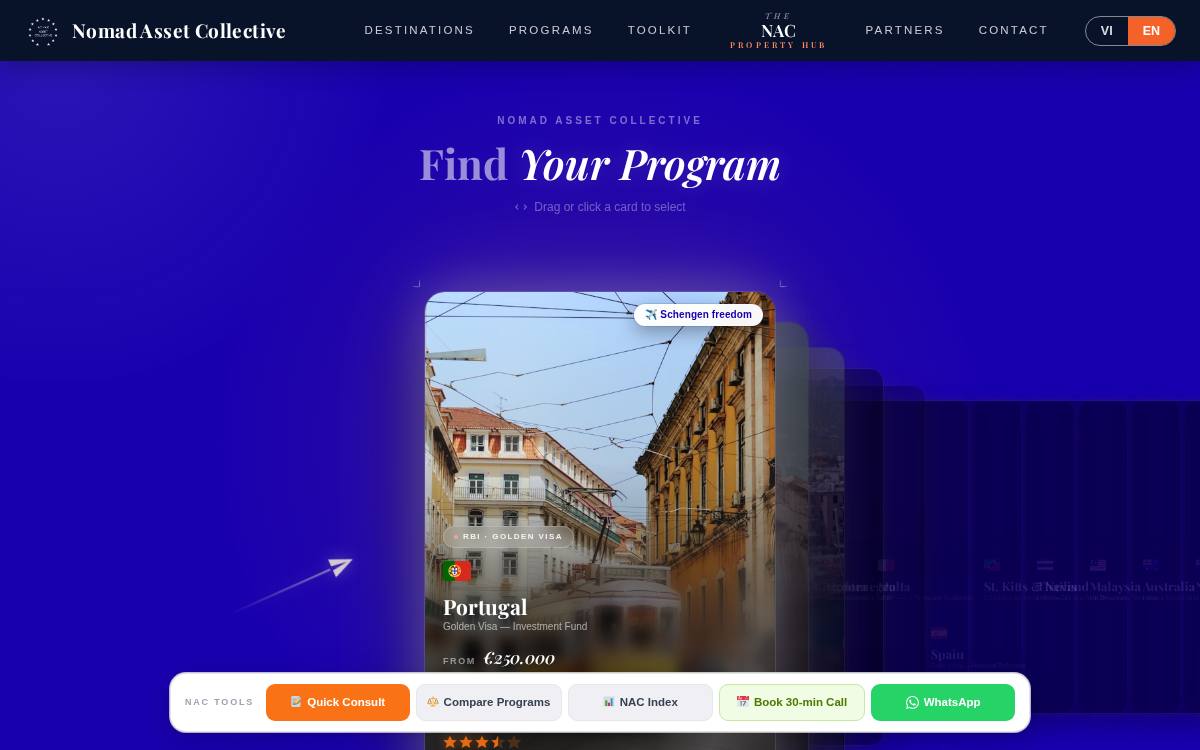 Nomad Asset Collective
DESTINATIONS
PROGRAMS
TOOLKIT
THE
NAC
PROPERTY HUB
PARTNERS
CONTACT
VI
EN
NOMAD ASSET COLLECTIVE
Find Your Program
‹ › Drag or click a card to select
Schengen freedom
RBI · GOLDEN VISA
Portugal
Golden Visa — Investment Fund
FROM €250.000
St. Kitts & Nevis
Malaysia
Australia
Spain
NAC TOOLS
Quick Consult
Compare Programs
NAC Index
Book 30-min Call
WhatsApp